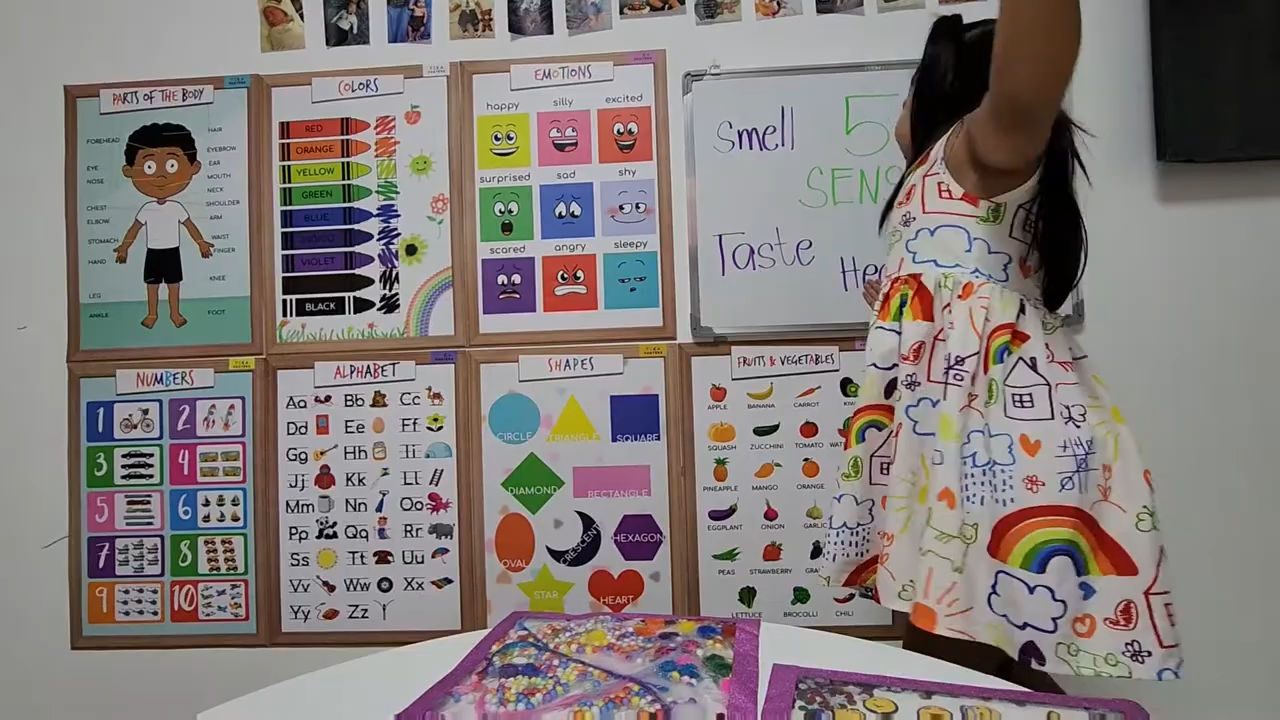 PARTS OF THE BODY
FOREHEAD
EYE
NOSE
CHEST
ELBOW
STOMACH
HAND
LEG
ANKLE
HAIR
EYEBROW
EAR
MOUTH
NECK
SHOULDER
ARM
WAIST
FINGER
KNEE
FOOT
COLORS
RED
ORANGE
YELLOW
GREEN
BLUE
INDIGO
VIOLET
BLACK
EMOTIONS
happy silly excited
surprised sad shy
scared angry sleepy
Smell 5
SENS
Taste
He
NUMBERS
1 2
3 4
5 6
7 8
9 10
ALPHABET
Aa Bb Cc
Dd Ee Ff
Gg Hh Ii
Jj Kk Ll
Mm Nn Oo
Pp Qq Rr
Ss Tt Uu
Vv Ww Xx
Yy Zz
SHAPES
CIRCLE TRIANGLE SQUARE
DIAMOND RECTANGLE
OVAL CRESCENT HEXAGON
STAR HEART
FRUITS & VEGETABLES
APPLE BANANA CARROT KIWI
SQUASH ZUCCHINI TOMATO WAT
PINEAPPLE MANGO ORANGE
EGGPLANT ONION GARLIC
PEAS STRAWBERRY GRA
LETTUCE BROCOLLI CHILI